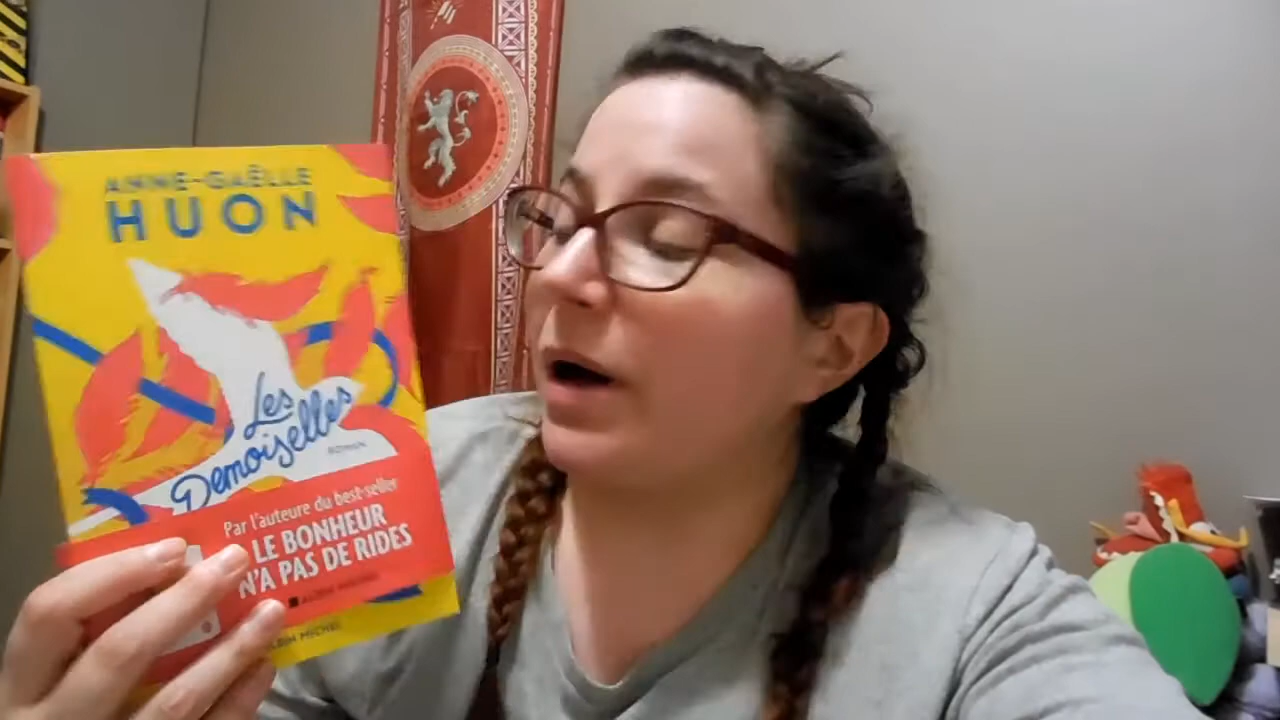 ANNE-GAËLLE
HUON
Les
Demoiselles
ROMAN
Par l'auteure du best-seller
LE BONHEUR
N'A PAS DE RIDES
ALBIN MICHEL